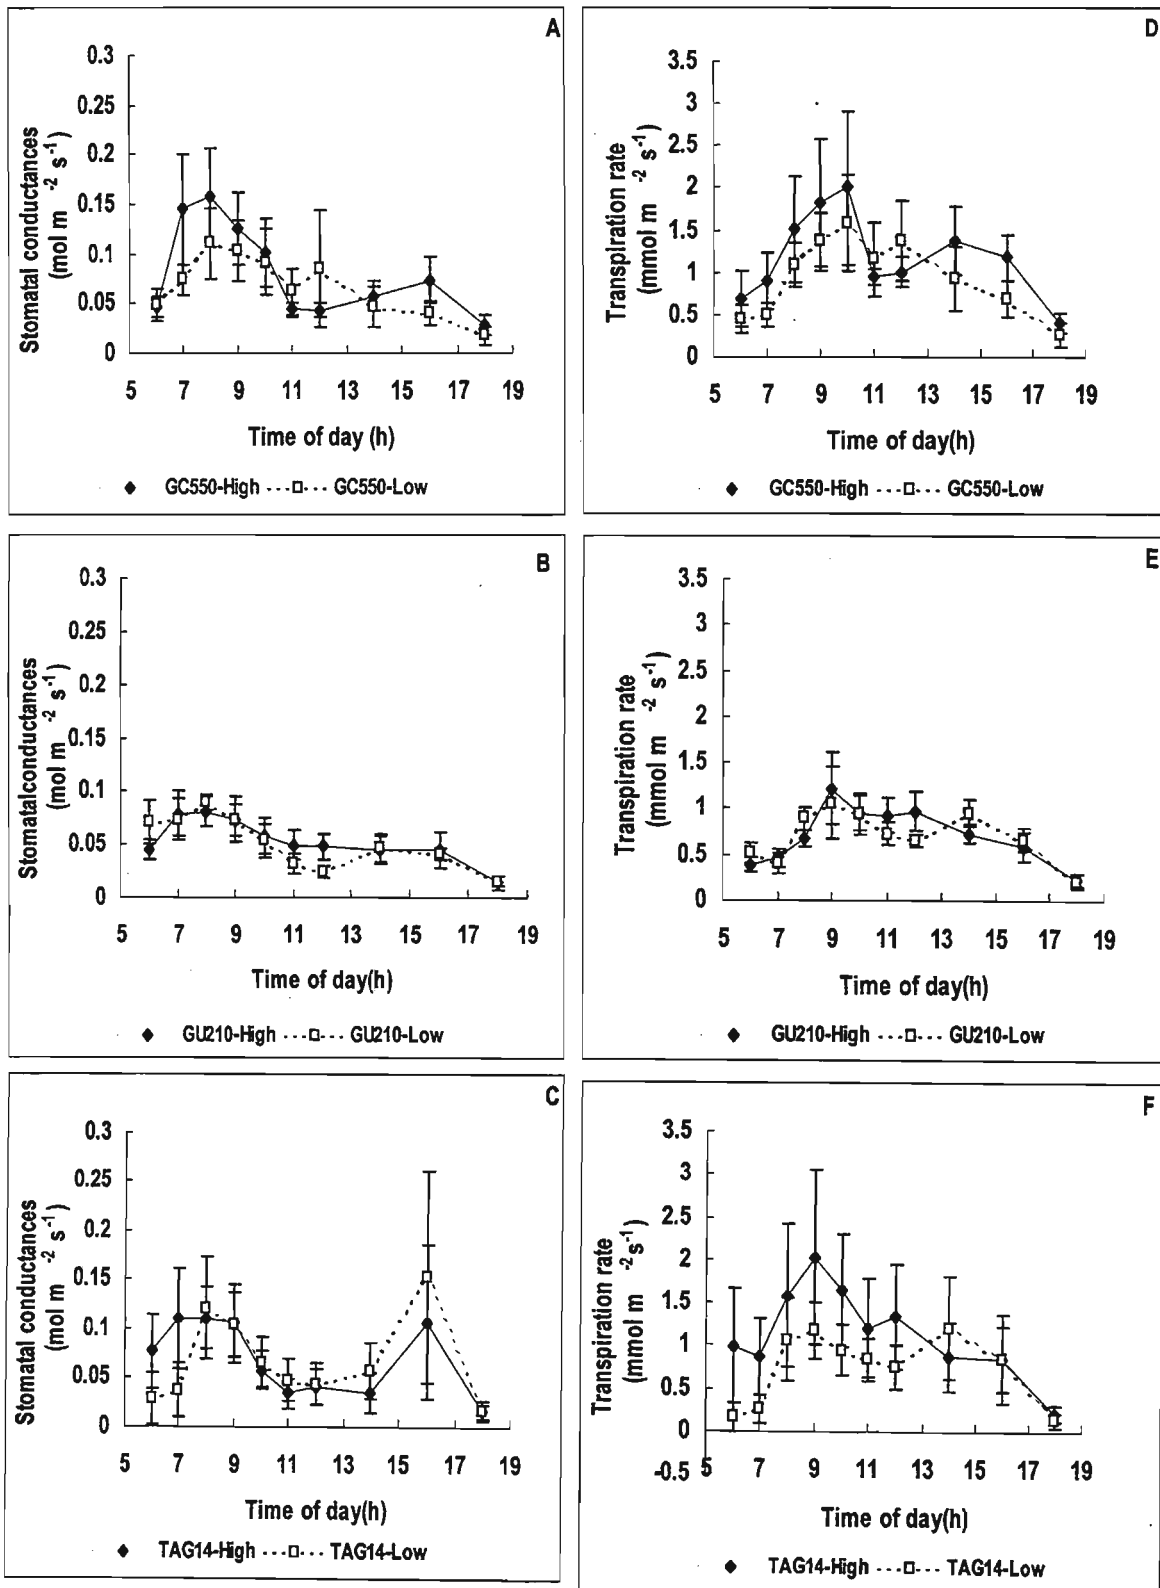 A
0.3
0.25
0.2
0.15
0.1
0.05
0
Stomatal conductances
(mol m -2 s-1)
5 7 9 11 13 15 17 19
Time of day (h)
GC550-High GC550-Low
D
3.5
3
2.5
2
1.5
1
0.5
0
Transpiration rate
(mmol m -2 s-1)
5 7 9 11 13 15 17 19
Time of day(h)
GC550-High GC550-Low
B
0.3
0.25
0.2
0.15
0.1
0.05
0
Stomatalconductances
(mol m -2 s-1)
5 7 9 11 13 15 17 19
Time of day(h)
GU210-High GU210-Low
E
3.5
3
2.5
2
1.5
1
0.5
0
Transpiration rate
(mmol m -2 s-1)
5 7 9 11 13 15 17 19
Time of day(h)
GU210-High GU210-Low
C
0.3
0.25
0.2
0.15
0.1
0.05
0
Stomatal conductances
(mol m -2 s-1)
5 7 9 11 13 15 17 19
Time of day(h)
TAG14-High TAG14-Low
F
3.5
3
2.5
2
1.5
1
0.5
0
-0.5
Transpiration rate
(mmol m -2s-1)
5 7 9 11 13 15 17 19
Time of day(h)
TAG14-High TAG14-Low